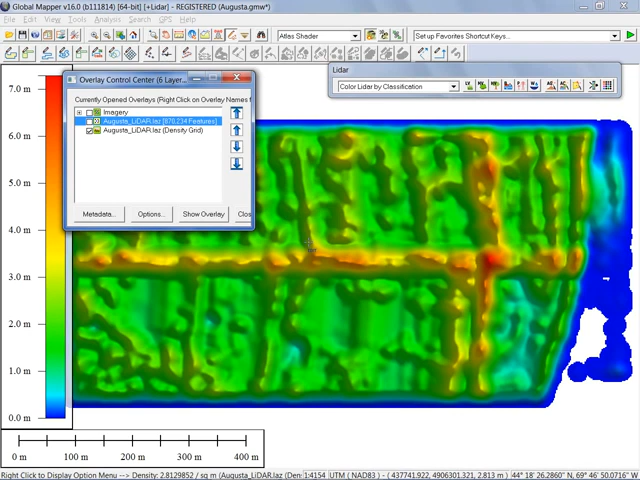 Global Mapper v16.0 (b111814) [64-bit] [+Lidar] - REGISTERED (Augusta.gmw*)
File Edit View Tools Analysis Search GPS Help
Atlas Shader
Set up Favorites Shortcut Keys...
Lidar
Color Lidar by Classification
Overlay Control Center (6 Layer...
Currently Opened Overlays (Right Click on Overlay Names f
Imagery
Augusta_LiDAR.laz [870,234 Features]
Augusta_LiDAR.laz (Density Grid)
Metadata...
Options...
Show Overlay
Clos
7.0 m
6.0 m
5.0 m
4.0 m
3.0 m
2.0 m
1.0 m
0.0 m
0 m
100 m
200 m
300 m
400 m
Right Click to Display Option Menu --> Density: 2.8129852 / sq m (Augusta_LiDAR.laz (Den: 1:4154 UTM ( NAD83 ) - ( 437741.922, 4906301.321, 2.813 m ) 44° 18' 26.2860" N, 69° 46' 50.0716" W